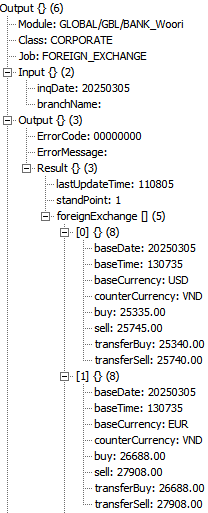 Output {} (6)
Module: GLOBAL/GBL/BANK_Woori
Class: CORPORATE
Job: FOREIGN_EXCHANGE
Input {} (2)
inqDate: 20250305
branchName:
Output {} (3)
ErrorCode: 00000000
ErrorMessage:
Result {} (3)
lastUpdateTime: 110805
standPoint: 1
foreignExchange [] (5)
[0] {} (8)
baseDate: 20250305
baseTime: 130735
baseCurrency: USD
counterCurrency: VND
buy: 25335.00
sell: 25745.00
transferBuy: 25340.00
transferSell: 25740.00
[1] {} (8)
baseDate: 20250305
baseTime: 130735
baseCurrency: EUR
counterCurrency: VND
buy: 26688.00
sell: 27908.00
transferBuy: 26688.00
transferSell: 27908.00